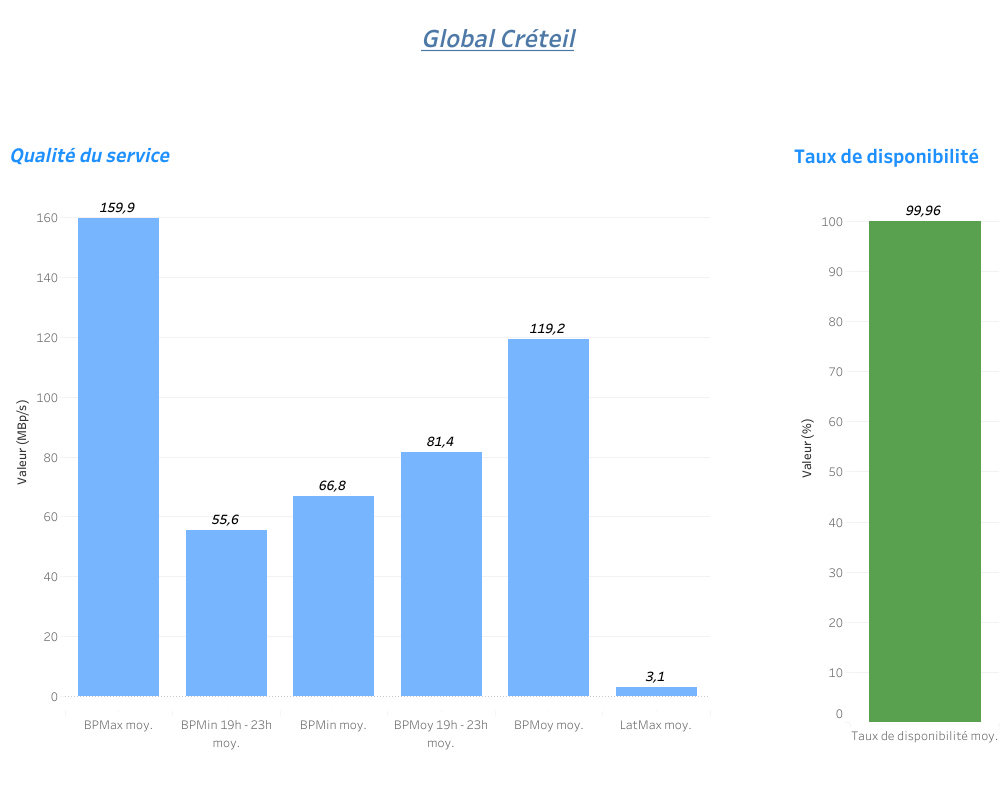 Global Créteil
Qualité du service
Taux de disponibilité
159,9
55,6
66,8
81,4
119,2
3,1
160
140
120
100
80
60
40
20
0
Valeur (MBp/s)
BPMax moy.
BPMin 19h - 23h
moy.
BPMin moy.
BPMoy 19h - 23h
moy.
BPMoy moy.
LatMax moy.
99,96
100
90
80
70
60
50
40
30
20
10
0
Valeur (%)
Taux de disponibilité moy.